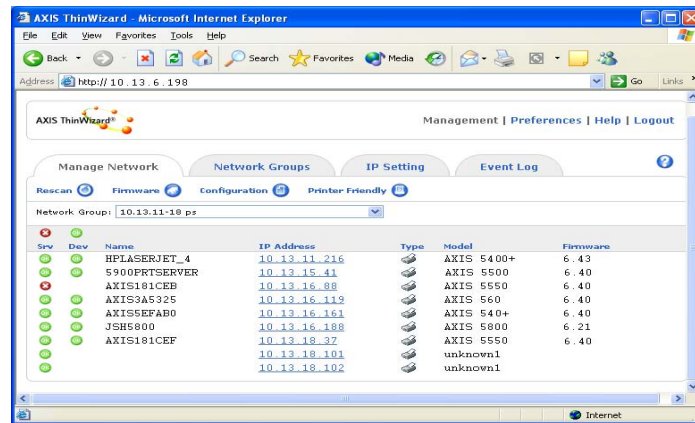 AXIS ThinWizard - Microsoft Internet Explorer
File Edit View Favorites Tools Help
Back Search Favorites Media
Address http://10.13.6.198 Go Links
AXIS ThinWizard® Management | Preferences | Help | Logout
Manage Network Network Groups IP Setting Event Log
Rescan Firmware Configuration Printer Friendly
Network Group: 10.13.11-18 ps
Srv Dev Name IP Address Type Model Firmware
HPLASERJET_4 10.13.11.216 AXIS 5400+ 6.43
5900PRTSERVER 10.13.15.41 AXIS 5500 6.40
AXIS181CEB 10.13.16.88 AXIS 5550 6.40
AXIS3A5325 10.13.16.119 AXIS 560 6.40
AXIS5EFAB0 10.13.16.161 AXIS 540+ 6.40
JSH5800 10.13.16.188 AXIS 5800 6.21
AXIS181CEF 10.13.18.37 AXIS 5550 6.40
10.13.18.101 unknown1
10.13.18.102 unknown1
Internet